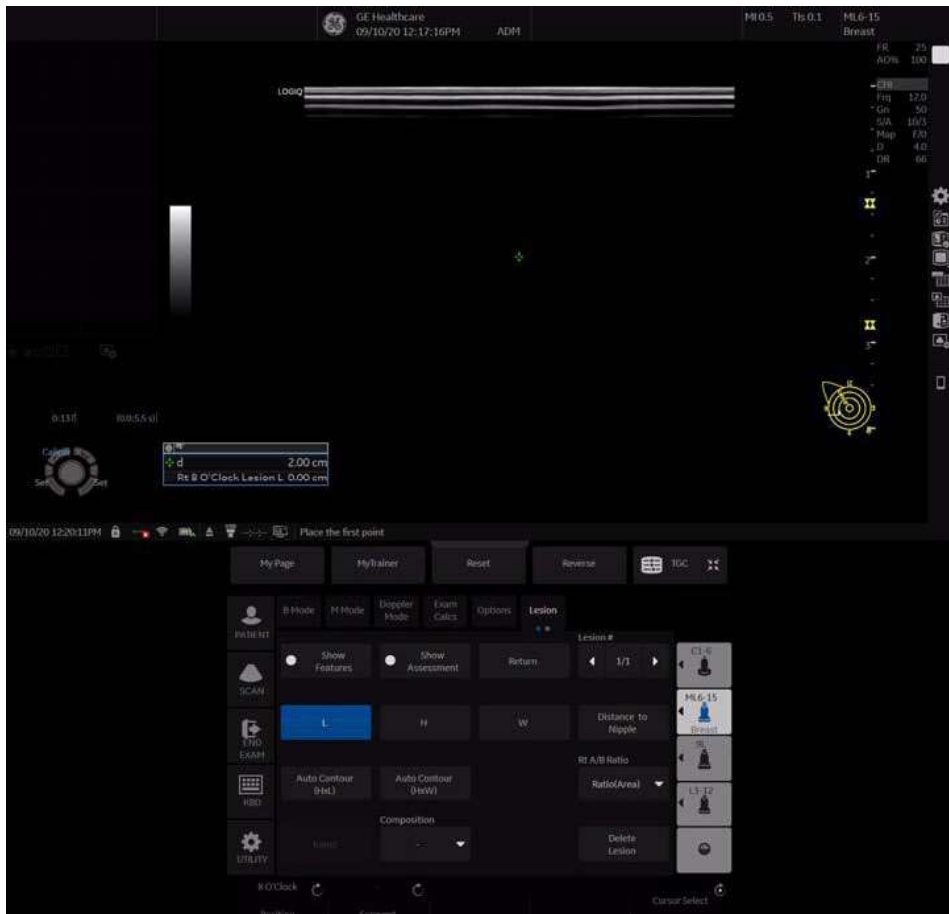 GE Healthcare
09/10/20 12:17:16PM ADM
MI 0.5 TIs 0.1 ML6-15
Breast
FR 25
AO% 100
CHI
Frq 12.0
Gn 50
S/A 10/3
Map
D 4.0
DR 66
LOGIQ
1
2
3
d 2.00 cm
Rt 8 O'Clock Lesion L 0.00 cm
Set Set
09/10/20 12:20:11PM Place the first point
My Page MyTrainer Reset Reverse TGC
PATIENT
SCAN
END
EXAM
KBD
UTILITY
B Mode M Mode Doppler Mode Exam Calcs Options Lesion
Lesion #
Show Features Show Assessment Return 1/1
L H W Distance to Nipple
Rt A/B Ratio
Auto Contour (HxL) Auto Contour (HxW) Ratio(Area)
Composition
Delete Lesion
C1-6
ML6-15
Breast
L3-12
8 O'Clock
Cursor Select